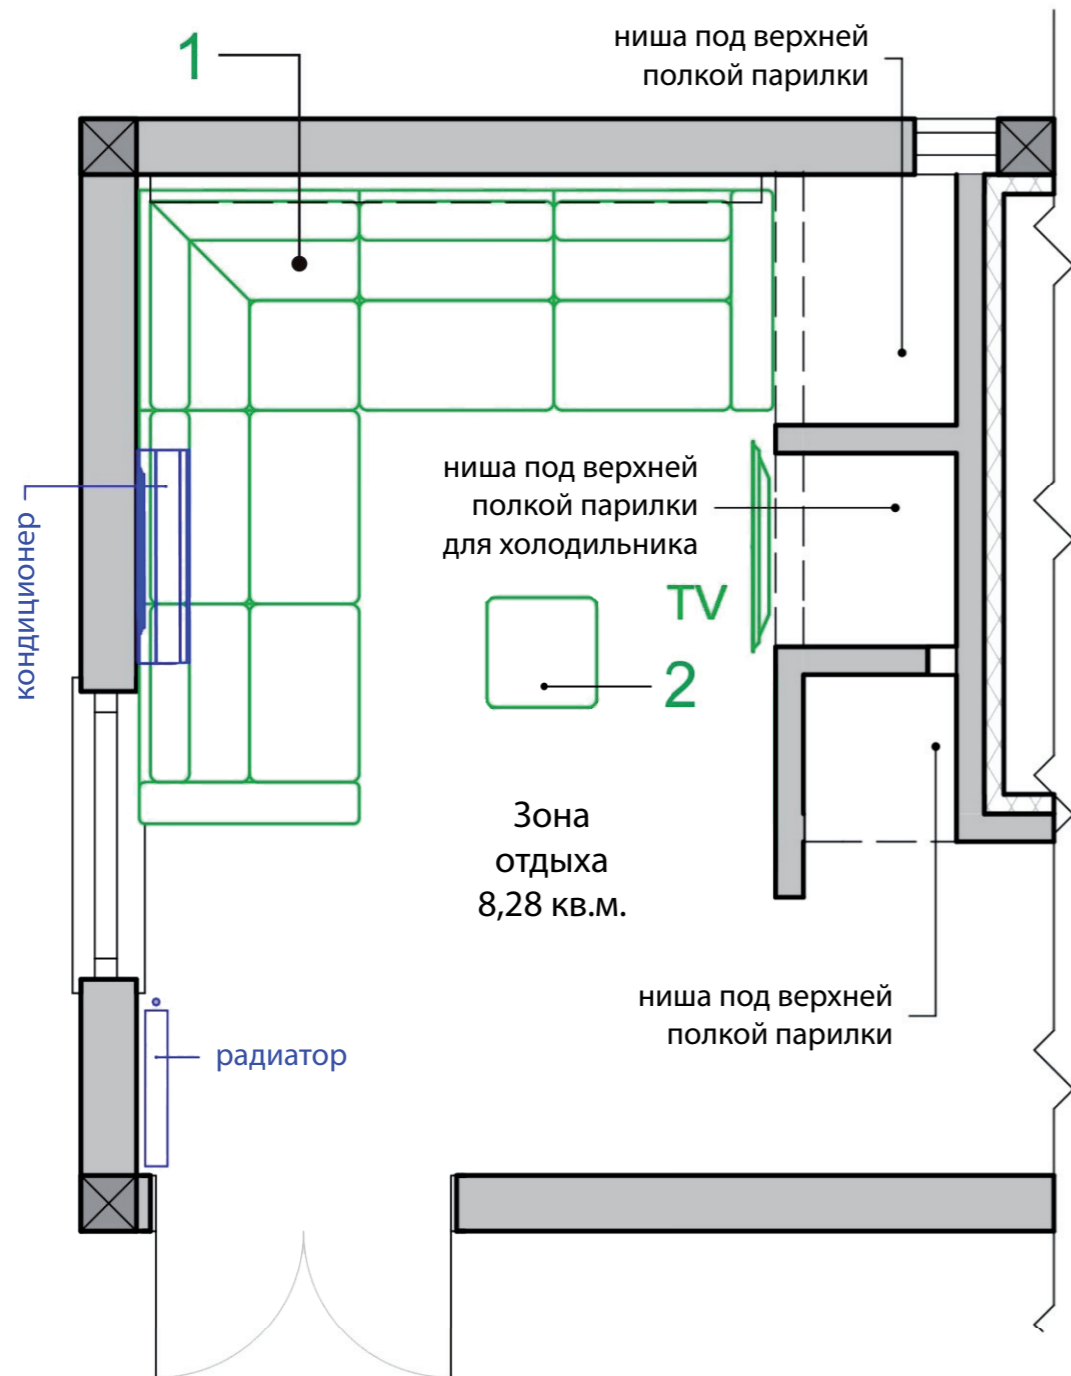 1
ниша под верхней
полкой парилки
кондиционер
ниша под верхней
полкой парилки
для холодильника
TV
2
Зона
отдыха
8,28 кв.м.
ниша под верхней
полкой парилки
радиатор